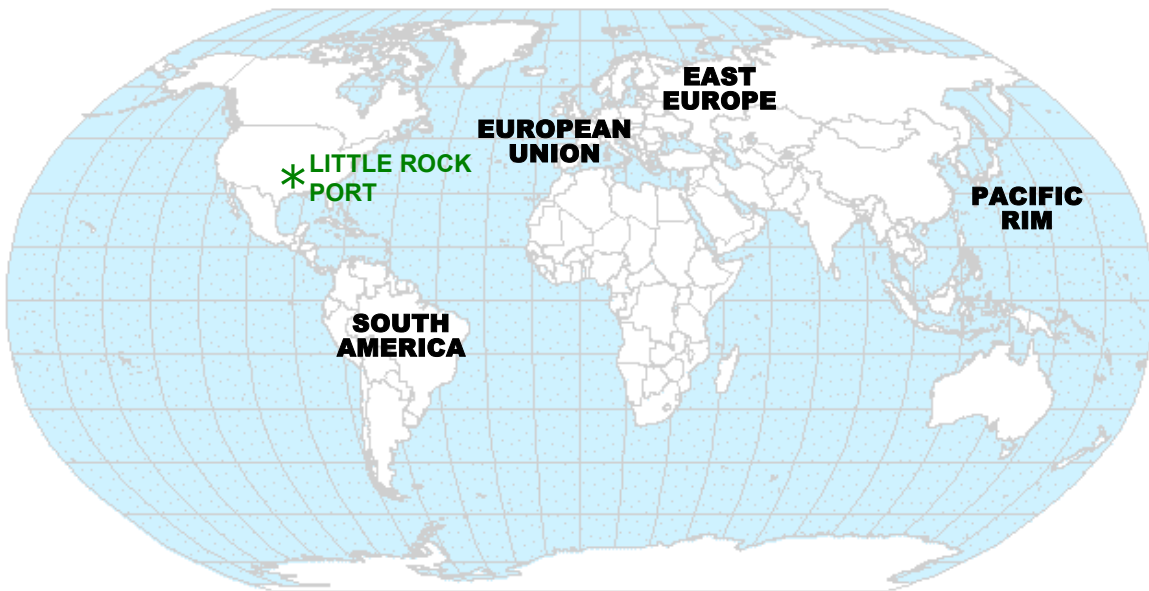 EAST
EUROPE
EUROPEAN
UNION
LITTLE ROCK
PORT
PACIFIC
RIM
SOUTH
AMERICA